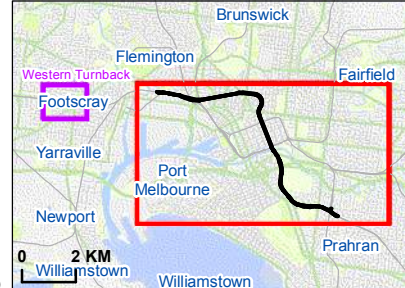 Brunswick
Flemington
Western Turnback
Fairfield
Footscray
Yarraville
Port
Melbourne
Newport
Prahran
0 2 KM
Williamstown
Williamstown